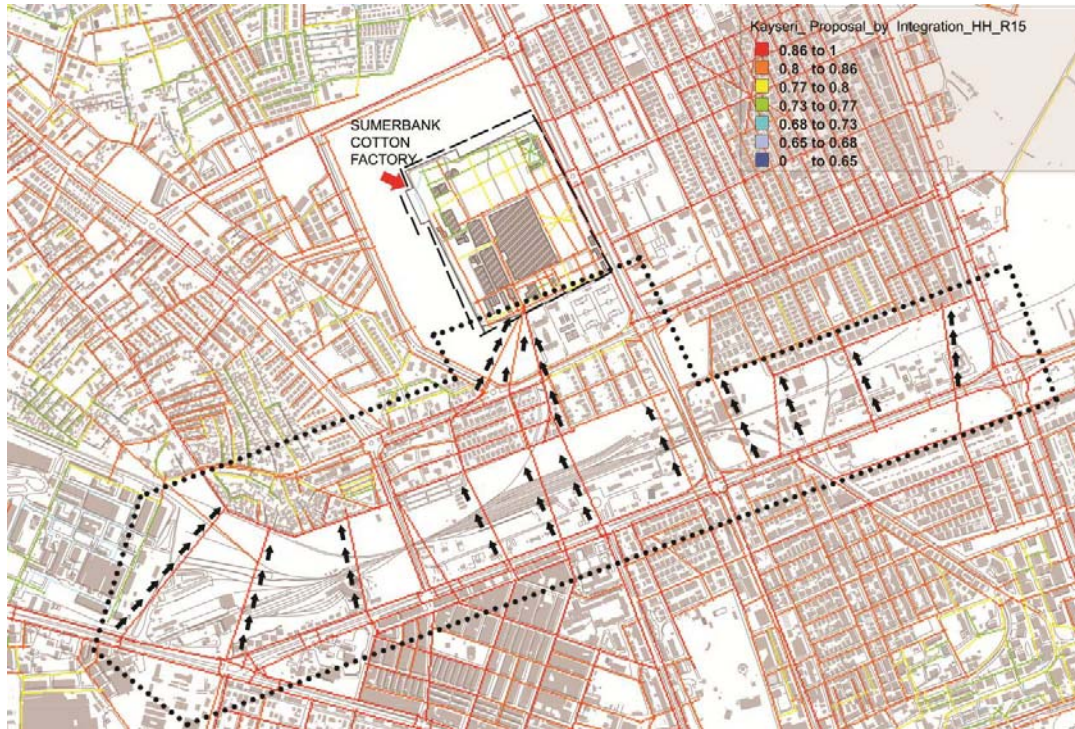 Kayseri_ Proposal_by Integration_HH_R15
0.86 to 1
0.8 to 0.86
0.77 to 0.8
0.73 to 0.77
0.68 to 0.73
0.65 to 0.68
0 to 0.65
SUMERBANK
COTTON
FACTORY